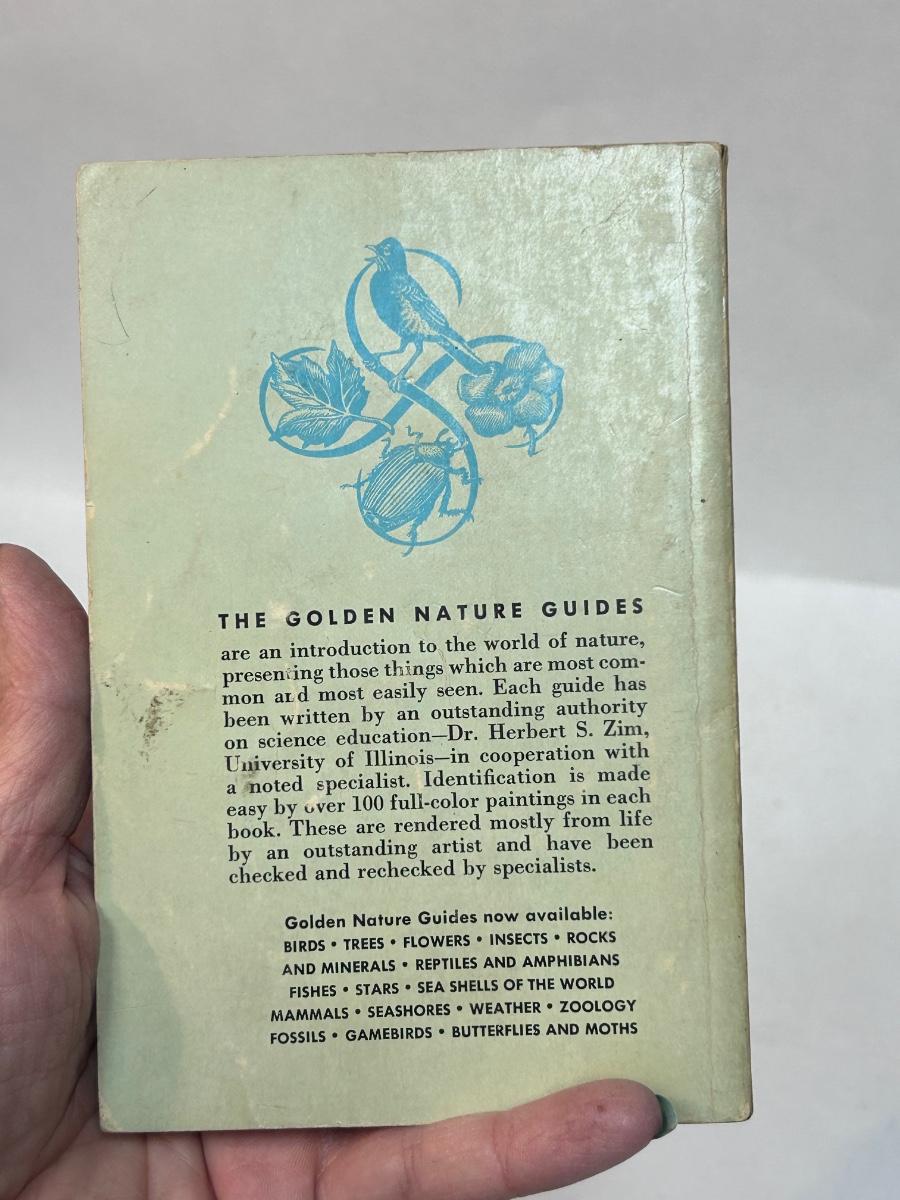 THE GOLDEN NATURE GUIDES
are an introduction to the world of nature,
presenting those things which are most com-
mon and most easily seen. Each guide has
been written by an outstanding authority
on science education—Dr. Herbert S. Zim,
University of Illinois—in cooperation with
a noted specialist. Identification is made
easy by over 100 full-color paintings in each
book. These are rendered mostly from life
by an outstanding artist and have been
checked and rechecked by specialists.
Golden Nature Guides now available:
BIRDS • TREES • FLOWERS • INSECTS • ROCKS
AND MINERALS • REPTILES AND AMPHIBIANS
FISHES • STARS • SEA SHELLS OF THE WORLD
MAMMALS • SEASHORES • WEATHER • ZOOLOGY
FOSSILS • GAMEBIRDS • BUTTERFLIES AND MOTHS